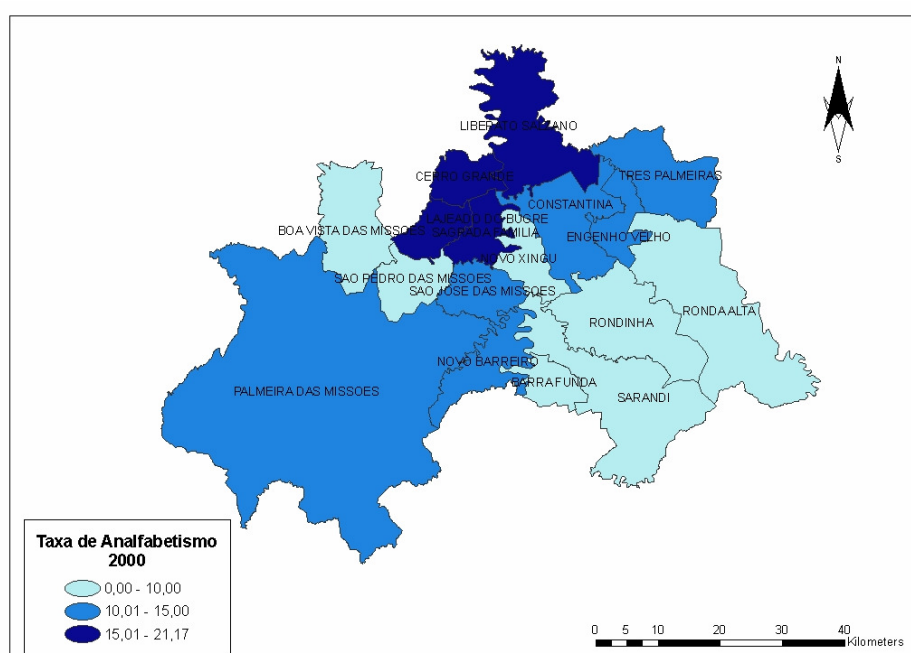 N
S
LIBERATO SALZANO
CERRO GRANDE
TRES PALMEIRAS
CONSTANTINA
LAJEADO DO BUGRE
BOA VISTA DAS MISSOES
SAGRADA FAMILIA
ENGENHO VELHO
NOVO XINGU
SAO PEDRO DAS MISSOES
SAO JOSE DAS MISSOES
RONDINHA
RONDA ALTA
NOVO BARREIRO
PALMEIRA DAS MISSOES
BARRA FUNDA
SARANDI
Taxa de Analfabetismo
2000
0,00 - 10,00
10,01 - 15,00
15,01 - 21,17
0 5 10 20 30 40
Kilometers